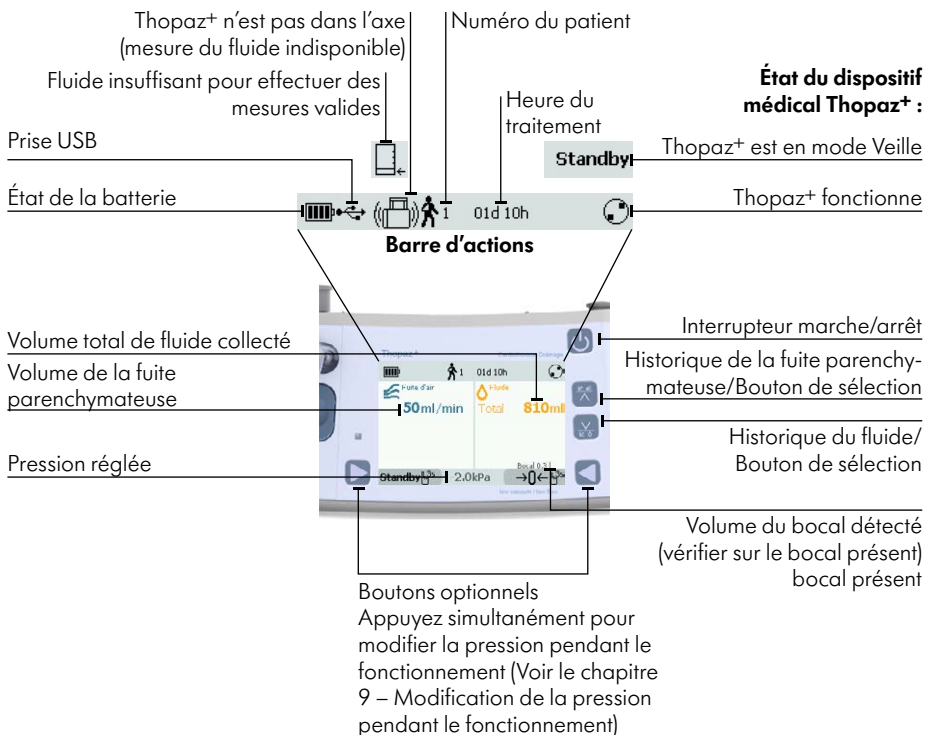 Thopaz+ n’est pas dans l’axe
(mesure du fluide indisponible)
Numéro du patient
Fluide insuffisant pour effectuer des
mesures valides
Heure du
traitement
État du dispositif
médical Thopaz+ :
Prise USB
Standby
Thopaz+ est en mode Veille
État de la batterie
1
01d 10h
Thopaz+ fonctionne
Barre d’actions
Volume total de fluide collecté
Volume de la fuite
parenchymateuse
Pression réglée
Thopaz+
1
01d 10h
Fuite d'air
50ml/min
Fluide
Total 810ml
Standby
2.0kPa
Bocal 0.3 l
→0←
Interrupteur marche/arrêt
Historique de la fuite parenchy-
mateuse/Bouton de sélection
Historique du fluide/
Bouton de sélection
Volume du bocal détecté
(vérifier sur le bocal présent)
bocal présent
Boutons optionnels
Appuyez simultanément pour
modifier la pression pendant le
fonctionnement (Voir le chapitre
9 – Modification de la pression
pendant le fonctionnement)